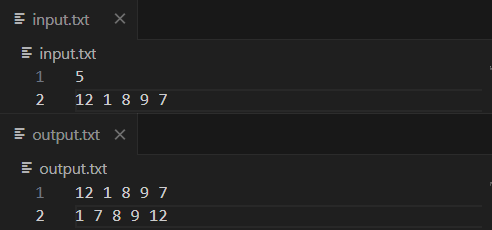 input.txt
input.txt
1 5
2 12 1 8 9 7
output.txt
output.txt
1 12 1 8 9 7
2 1 7 8 9 12